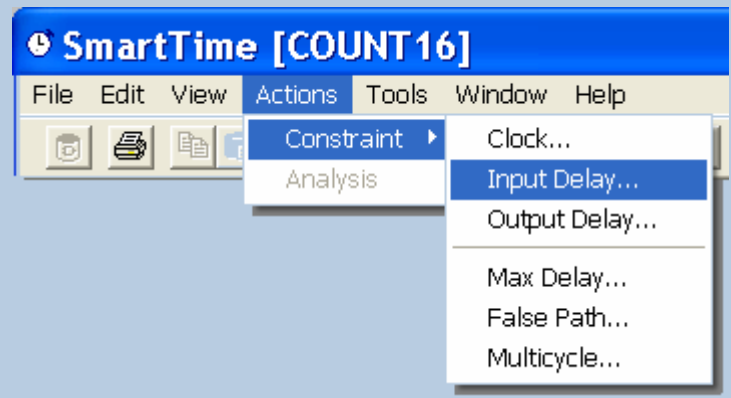 SmartTime [COUNT16]
File Edit View Actions Tools Window Help
Constraint
Analysis
Clock...
Input Delay...
Output Delay...
Max Delay...
False Path...
Multicycle...